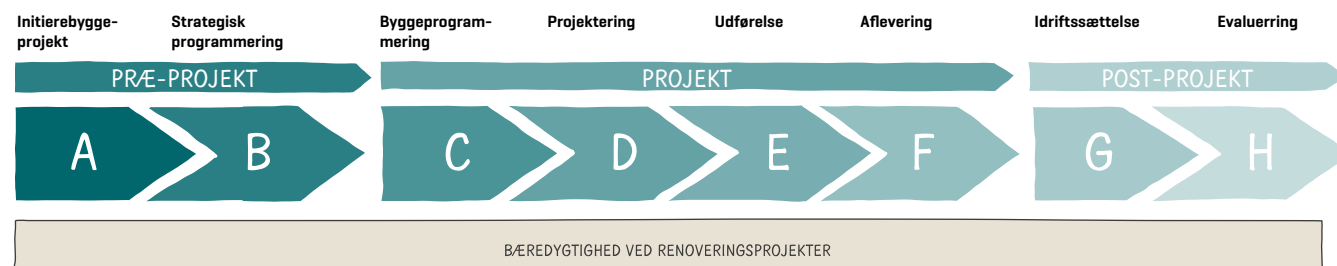 Initierebygge-
projekt
Strategisk
programmering
Byggeprogram-
mering
Projektering
Udførelse
Aflevering
Idriftssættelse
Evaluerring
PRÆ-PROJEKT
PROJEKT
POST-PROJEKT
A
B
C
D
E
F
G
H
BÆREDYGTIGHED VED RENOVERINGSPROJEKTER